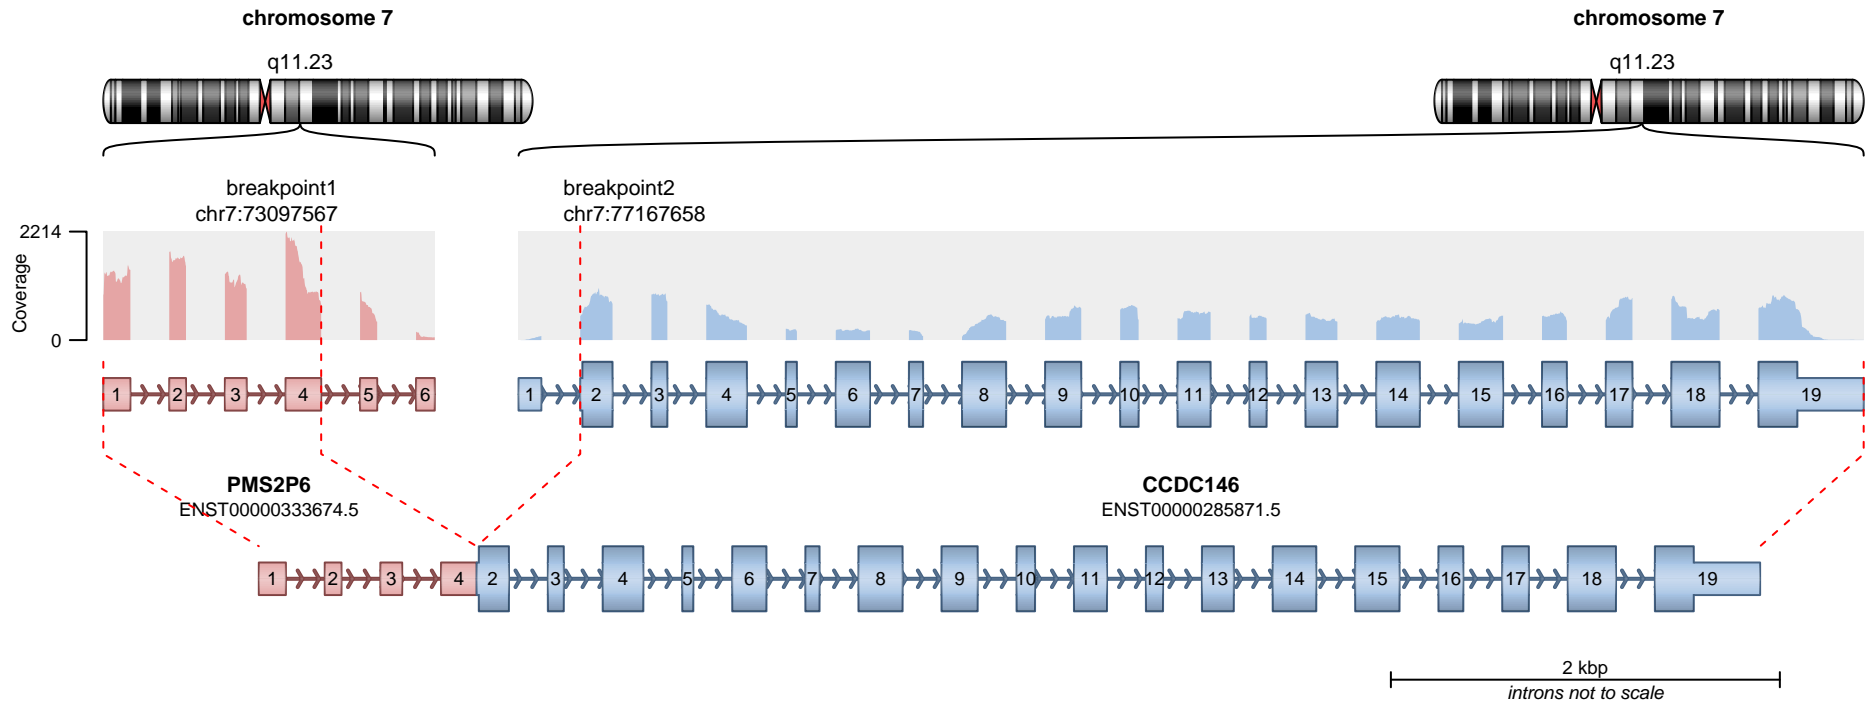 chromosome 7
chromosome 7
q11.23
q11.23
breakpoint1
chr7:73097567
breakpoint2
chr7:77167658
2214
Coverage
0
1 2 3 4 5 6
1 2 3 4 5 6 7 8 9 10 11 12 13 14 15 16 17 18 19
PMS2P6
ENST00000333674.5
CCDC146
ENST00000285871.5
1 2 3 4 2 3 4 5 6 7 8 9 10 11 12 13 14 15 16 17 18 19
2 kbp
introns not to scale